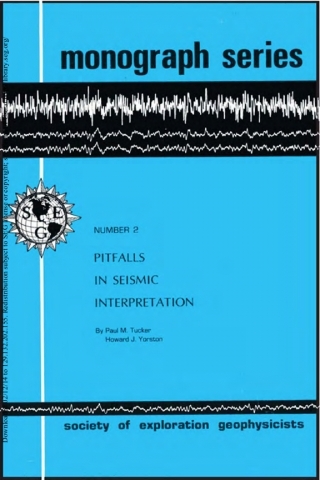 monograph series
S E
G
NUMBER 2
PITFALLS
IN SEISMIC
INTERPRETATION
By Paul M. Tucker
Howard J. Yorston
society of exploration geophysicists